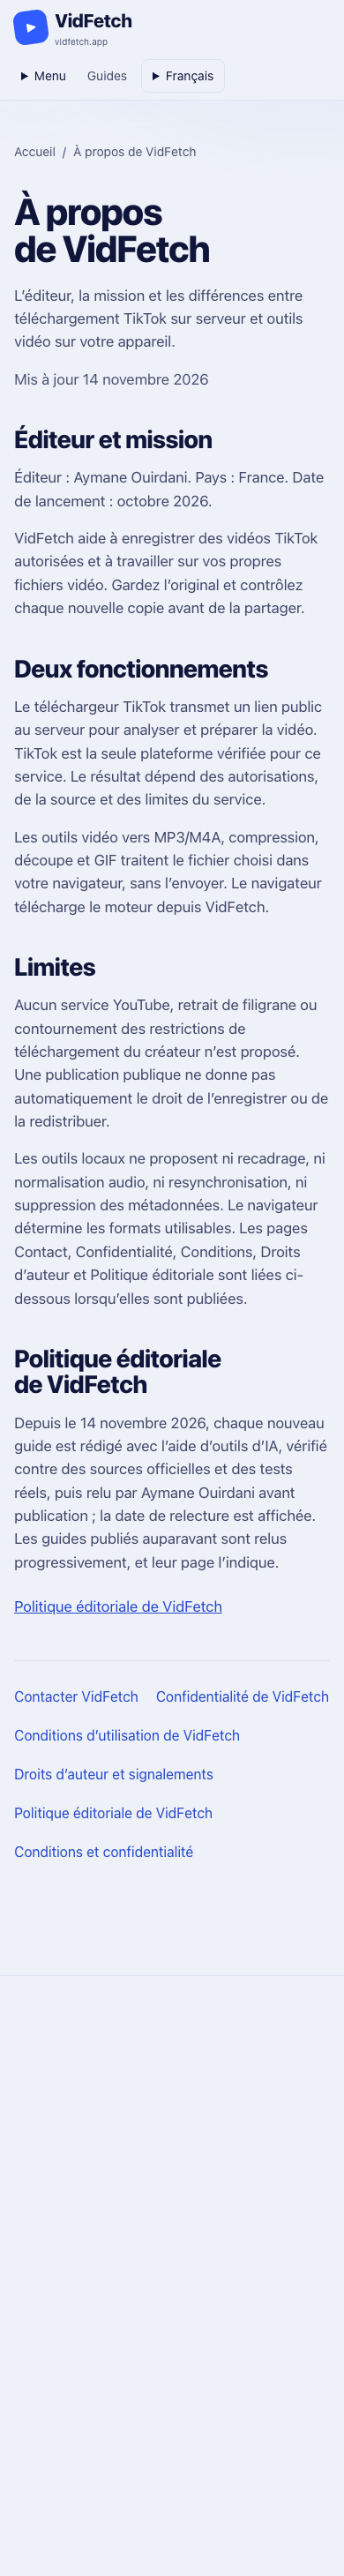 VidFetch
vidfetch.app
Menu
Guides
Français
Accueil / À propos de VidFetch
À propos
de VidFetch
L’éditeur, la mission et les différences entre
téléchargement TikTok sur serveur et outils
vidéo sur votre appareil.
Mis à jour 14 novembre 2026
Éditeur et mission
Éditeur : Aymane Ouirdani. Pays : France. Date
de lancement : octobre 2026.
VidFetch aide à enregistrer des vidéos TikTok
autorisées et à travailler sur vos propres
fichiers vidéo. Gardez l’original et contrôlez
chaque nouvelle copie avant de la partager.
Deux fonctionnements
Le téléchargeur TikTok transmet un lien public
au serveur pour analyser et préparer la vidéo.
TikTok est la seule plateforme vérifiée pour ce
service. Le résultat dépend des autorisations,
de la source et des limites du service.
Les outils vidéo vers MP3/M4A, compression,
découpe et GIF traitent le fichier choisi dans
votre navigateur, sans l’envoyer. Le navigateur
télécharge le moteur depuis VidFetch.
Limites
Aucun service YouTube, retrait de filigrane ou
contournement des restrictions de
téléchargement du créateur n’est proposé.
Une publication publique ne donne pas
automatiquement le droit de l’enregistrer ou de
la redistribuer.
Les outils locaux ne proposent ni recadrage, ni
normalisation audio, ni resynchronisation, ni
suppression des métadonnées. Le navigateur
détermine les formats utilisables. Les pages
Contact, Confidentialité, Conditions, Droits
d’auteur et Politique éditoriale sont liées ci-
dessous lorsqu’elles sont publiées.
Politique éditoriale
de VidFetch
Depuis le 14 novembre 2026, chaque nouveau
guide est rédigé avec l’aide d’outils d’IA, vérifié
contre des sources officielles et des tests
réels, puis relu par Aymane Ouirdani avant
publication ; la date de relecture est affichée.
Les guides publiés auparavant sont relus
progressivement, et leur page l’indique.
Politique éditoriale de VidFetch
Contacter VidFetch Confidentialité de VidFetch
Conditions d’utilisation de VidFetch
Droits d’auteur et signalements
Politique éditoriale de VidFetch
Conditions et confidentialité